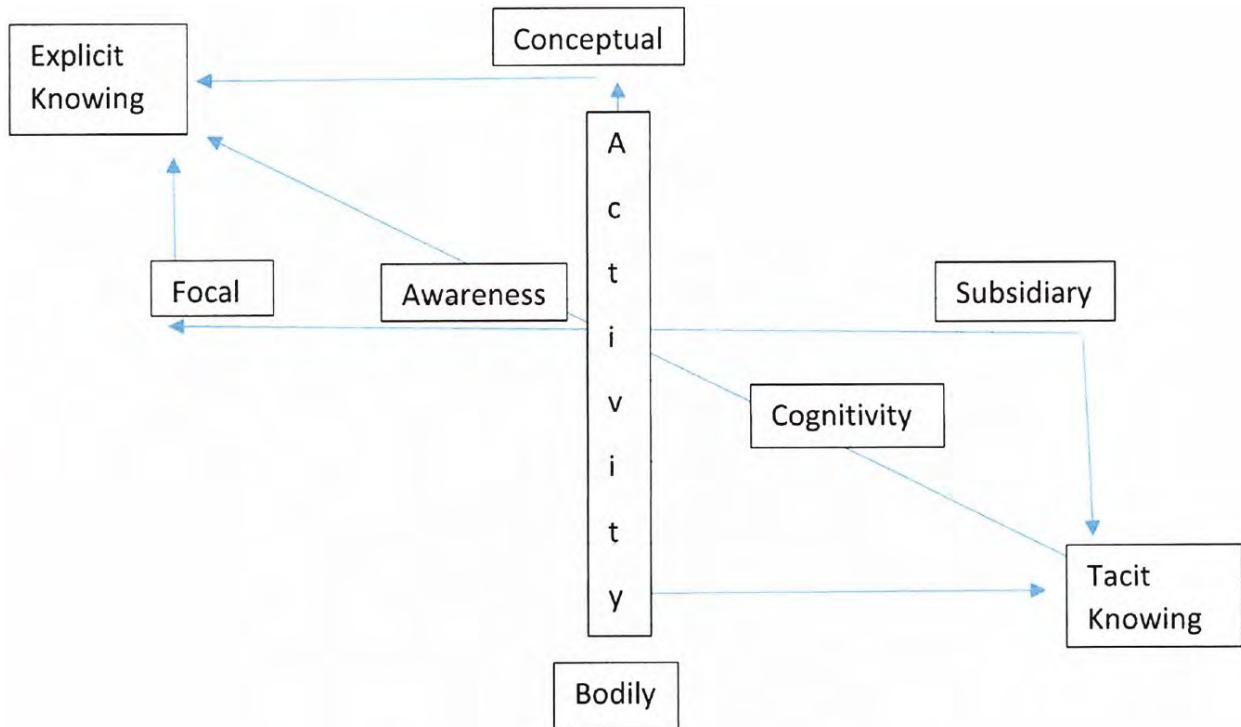 Conceptual
Explicit
Knowing
A
c
t
i
v
i
t
y
Focal
Awareness
Subsidiary
Cognitivity
Tacit
Knowing
Bodily